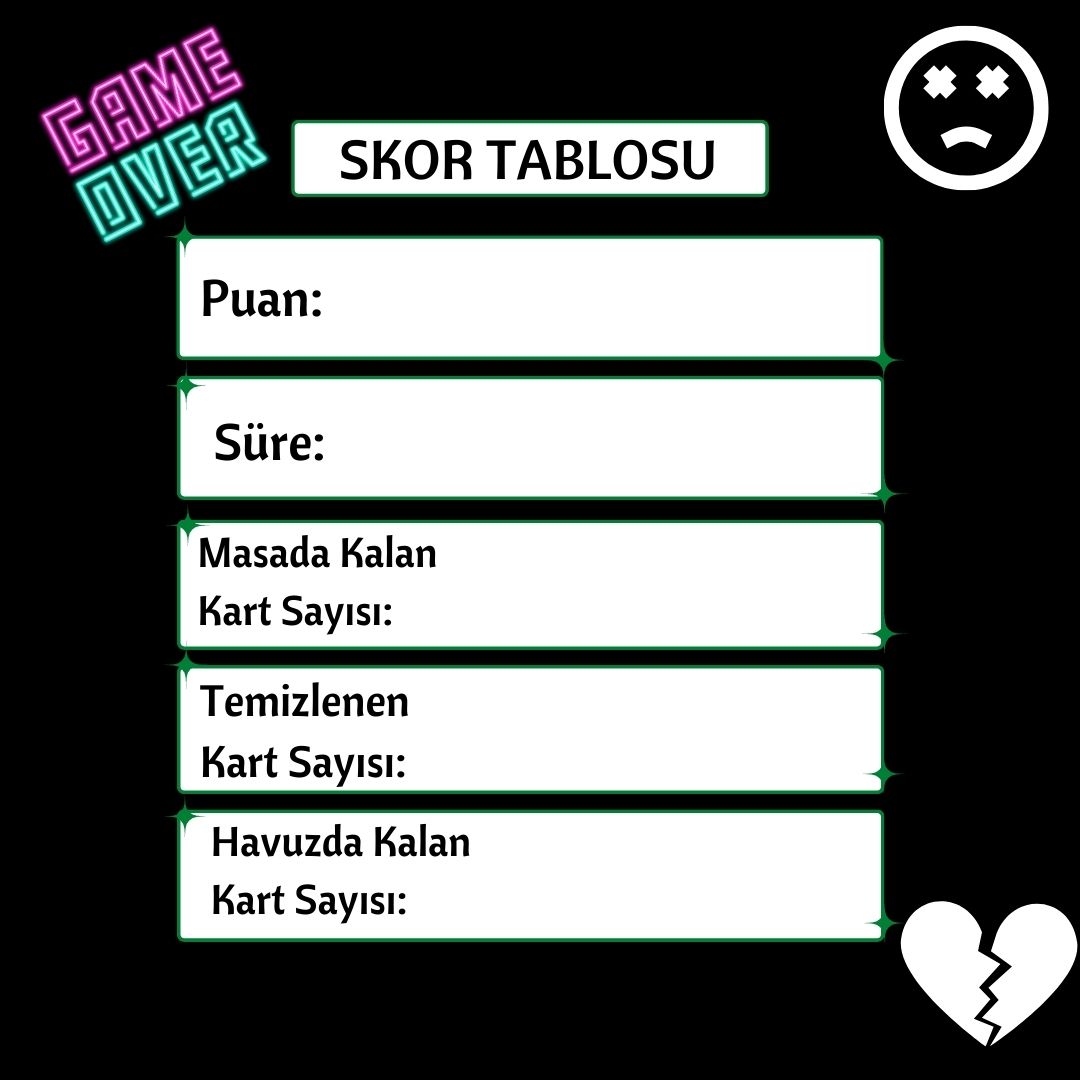 GAME
OVER
SKOR TABLOSU
Puan:
Süre:
Masada Kalan
Kart Sayısı:
Temizlenen
Kart Sayısı:
Havuzda Kalan
Kart Sayısı: